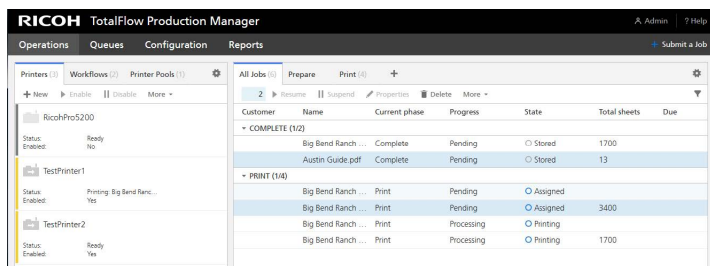 RICOH TotalFlow Production Manager Admin ? Help
Operations Queues Configuration Reports + Submit a Job
Printers (3) Workflows (2) Printer Pools (1)
+ New Enable Disable More
RicohPro5200
Status: Ready
Enabled: No
TestPrinter1
Status: Printing: Big Bend Ranc...
Enabled: Yes
TestPrinter2
Status: Ready
Enabled: Yes
All Jobs (6) Prepare Print (4) +
2 Resume Suspend Properties Delete More
Customer Name Current phase Progress State Total sheets Due
COMPLETE (1/2)
Big Bend Ranch ... Complete Pending Stored 1700
Austin Guide.pdf Complete Pending Stored 13
PRINT (1/4)
Big Bend Ranch ... Print Pending Assigned
Big Bend Ranch ... Print Pending Assigned 3400
Big Bend Ranch ... Print Processing Printing
Big Bend Ranch ... Print Processing Printing 1700